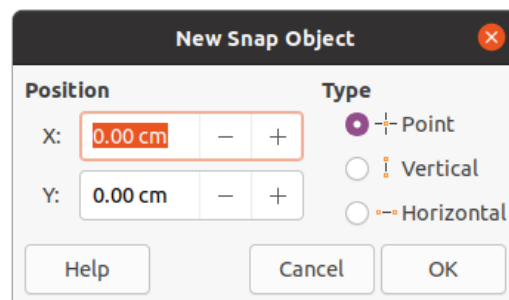 New Snap Object
Position
X: 0.00 cm
Y: 0.00 cm
Type
Point
Vertical
Horizontal
Help Cancel OK